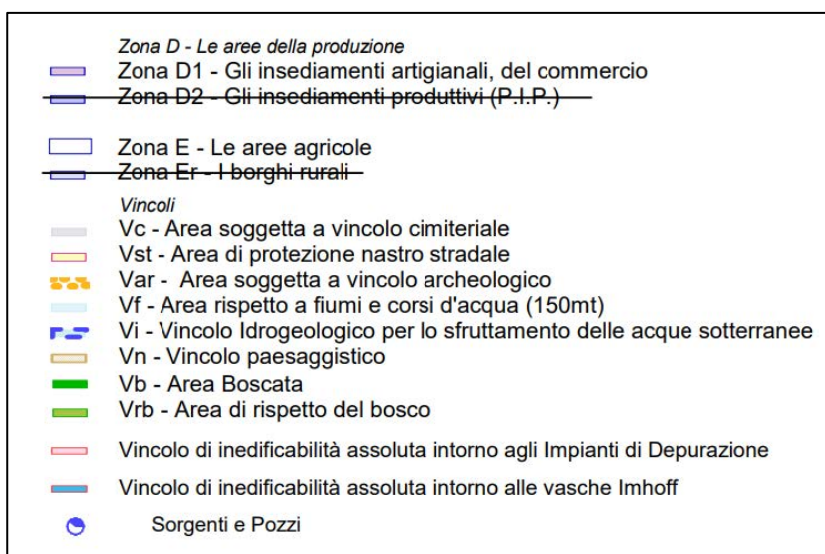 Zona D - Le aree della produzione
Zona D1 - Gli insediamenti artigianali, del commercio
Zona D2 - Gli insediamenti produttivi (P.I.P.)
Zona E - Le aree agricole
Zona Er - I borghi rurali
Vincoli
Vc - Area soggetta a vincolo cimiteriale
Vst - Area di protezione nastro stradale
Var - Area soggetta a vincolo archeologico
Vf - Area rispetto a fiumi e corsi d'acqua (150mt)
Vi - Vincolo Idrogeologico per lo sfruttamento delle acque sotterranee
Vn - Vincolo paesaggistico
Vb - Area Boscata
Vrb - Area di rispetto del bosco
Vincolo di inedificabilità assoluta intorno agli Impianti di Depurazione
Vincolo di inedificabilità assoluta intorno alle vasche Imhoff
Sorgenti e Pozzi